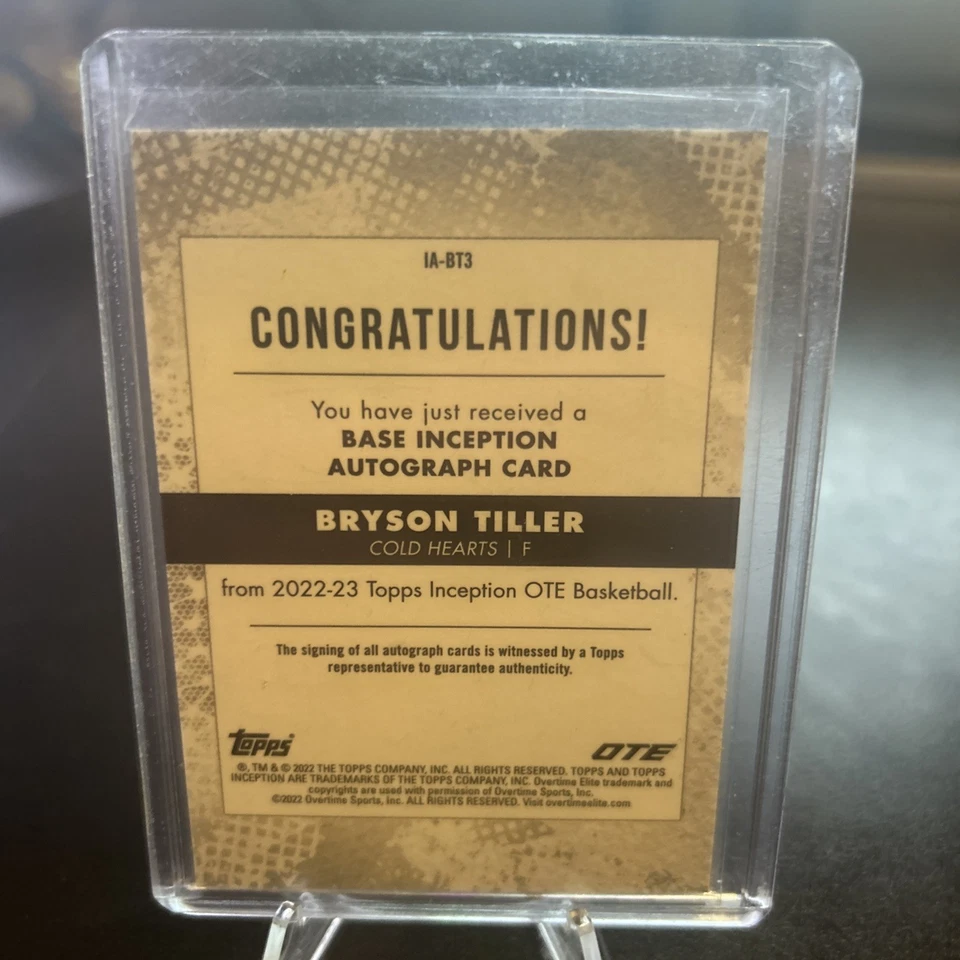 IA-BT3
CONGRATULATIONS!
You have just received a
BASE INCEPTION
AUTOGRAPH CARD
BRYSON TILLER
COLD HEARTS | F
from 2022-23 Topps Inception OTE Basketball.
The signing of all autograph cards is witnessed by a Topps
representative to guarantee authenticity.
topps OTE
®, TM & © 2022 THE TOPPS COMPANY, INC. ALL RIGHTS RESERVED. TOPPS AND TOPPS
INCEPTION ARE TRADEMARKS OF THE TOPPS COMPANY, INC. Overtime Elite trademark and
copyrights are used with permission of Overtime Sports, Inc.
©2022 Overtime Sports, Inc. ALL RIGHTS RESERVED. Visit overtimeelite.com